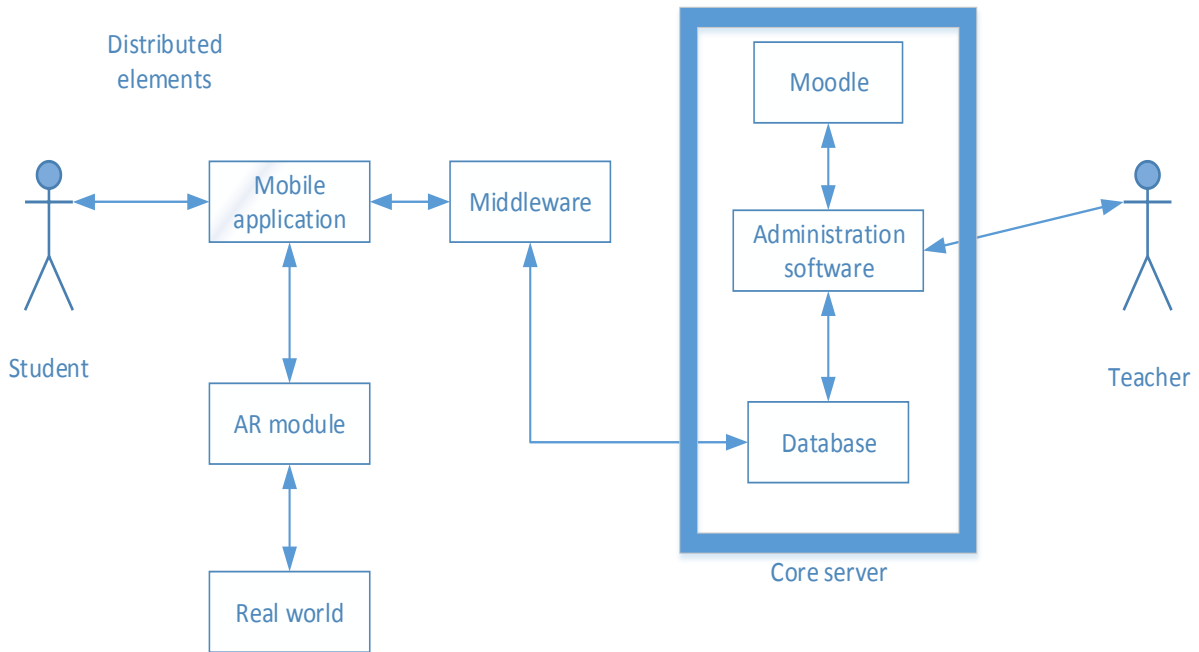 Distributed
elements
Moodle
Mobile
application
Middleware
Administration
software
Student
Teacher
AR module
Database
Core server
Real world